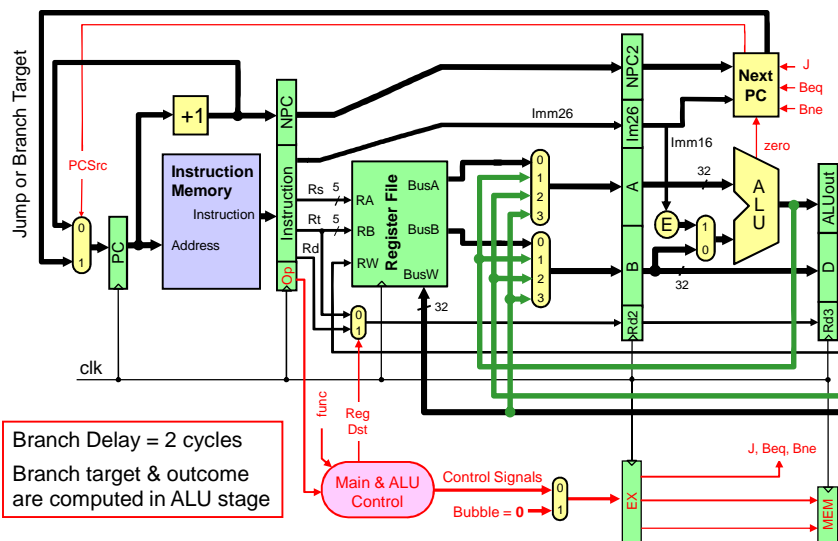 Jump or Branch Target
PCSrc
+1
NPC
NPC2
Next
PC
J
Beq
Bne
Imm26
Im26
Imm16
zero
Instruction
Memory
Instruction
Address
PC
0
1
Instruction
Op
Rs
5
Rt
5
Rd
RA
RB
RW
Register File
BusA
BusB
BusW
32
0
1
2
3
0
1
2
3
A
B
32
32
E
1
0
A
L
U
ALUout
D
0
1
Rd2
Rd3
clk
func
Reg
Dst
Main & ALU
Control
Control Signals
Bubble = 0
0
1
EX
J, Beq, Bne
MEM
Branch Delay = 2 cycles
Branch target & outcome
are computed in ALU stage